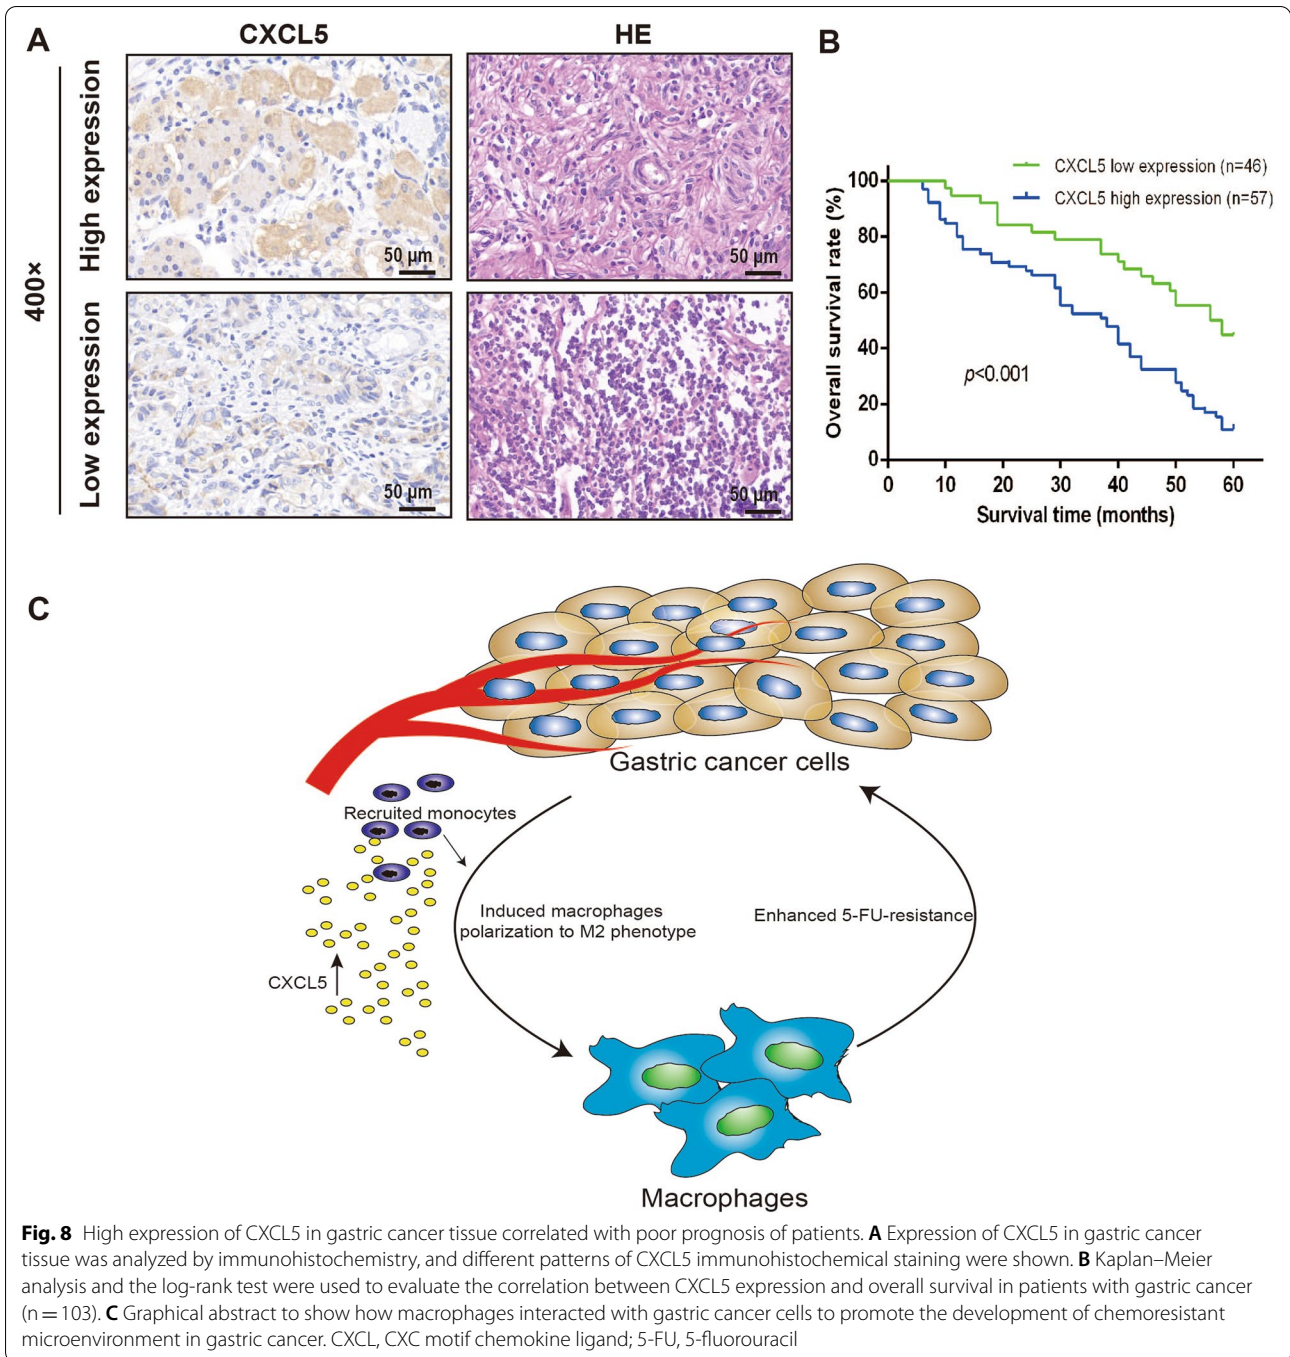 A
CXCL5
HE
400×
High expression
Low expression
50 µm
50 µm
50 µm
50 µm
B
CXCL5 low expression (n=46)
CXCL5 high expression (n=57)
Overall survival rate (%)
100
80
60
40
20
0
p<0.001
0 10 20 30 40 50 60
Survival time (months)
C
Gastric cancer cells
Recruited monocytes
Induced macrophages
polarization to M2 phenotype
Enhanced 5-FU-resistance
CXCL5
Macrophages
Fig. 8 High expression of CXCL5 in gastric cancer tissue correlated with poor prognosis of patients. A Expression of CXCL5 in gastric cancer
tissue was analyzed by immunohistochemistry, and different patterns of CXCL5 immunohistochemical staining were shown. B Kaplan–Meier
analysis and the log-rank test were used to evaluate the correlation between CXCL5 expression and overall survival in patients with gastric cancer
(n = 103). C Graphical abstract to show how macrophages interacted with gastric cancer cells to promote the development of chemoresistant
microenvironment in gastric cancer. CXCL, CXC motif chemokine ligand; 5-FU, 5-fluorouracil